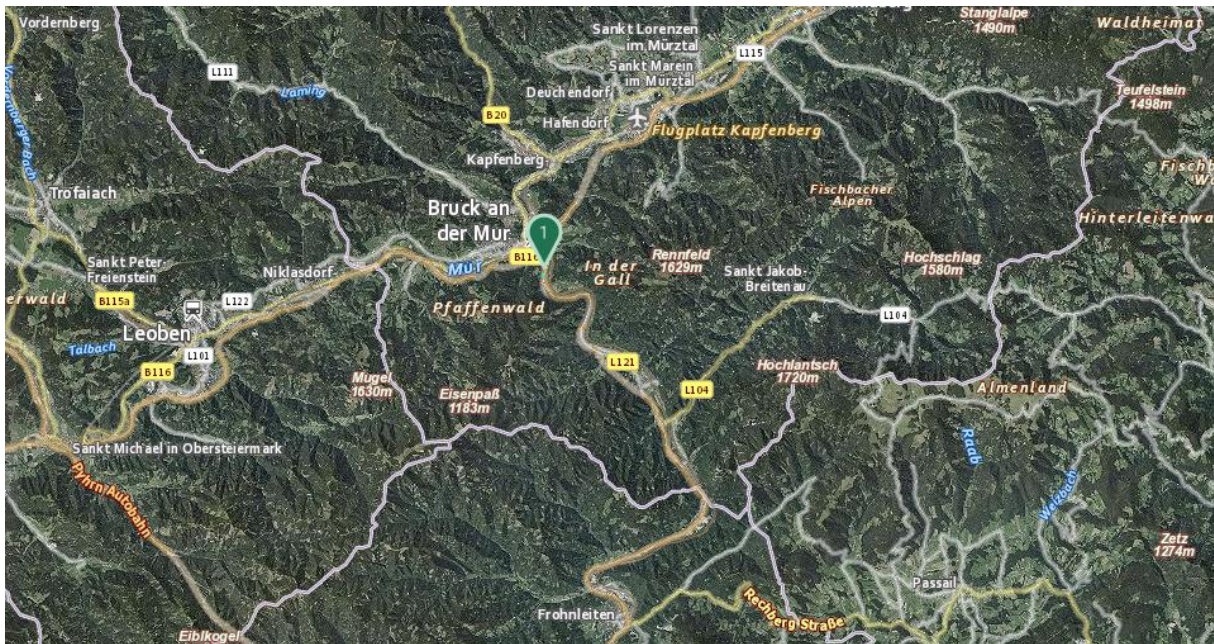 Vordernberg
Stanglalpe
1490m
Waldheimat
Sankt Lorenzen
im Mürztal
L115
L111
Sankt Marein
im Mürztal
Laming
Deuchendorf
Teufelstein
1498m
B20
Hafendorf
Flugplatz Kapfenberg
Vordernberger-Bach
Kapfenberg
Trofaiach
Fischbacher
Alpen
Bruck an
der Mur
1
Hinterleitenwa
Sankt Peter-
Freienstein
Niklasdorf
Mur
B116
In der
Gall
Rennfeld
1629m
Sankt Jakob-
Breitenau
Hochschlag
1580m
erwald
B115a
L122
Pfaffenwald
L104
Leoben
Talbach
L101
B116
L121
Hochlantsch
1720m
Mugel
1630m
Eisenpaß
1183m
L104
Almenland
Sankt Michael in Obersteiermark
Raab
Pyhrn Autobahn
Weizbach
Zetz
1274m
Passail
Frohnleiten
Rechberg Straße
Eiblkogel